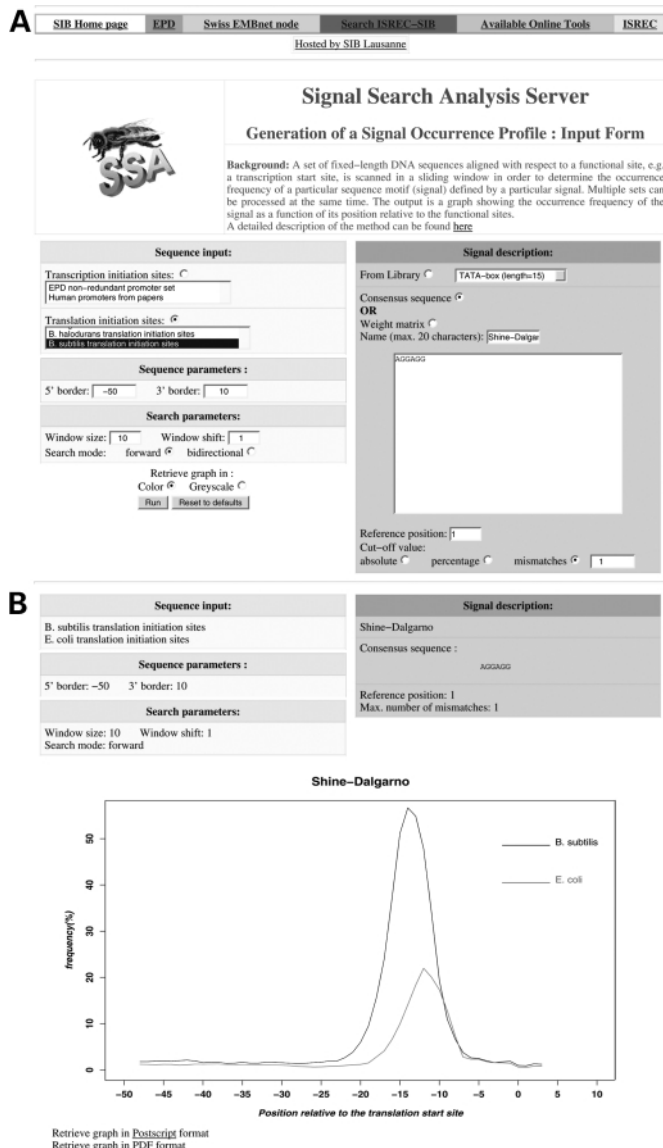 A
SIB Home page EPD Swiss EMBnet node Search ISREC-SIB Available Online Tools ISREC
Hosted by SIB Lausanne
SSA
Signal Search Analysis Server
Generation of a Signal Occurrence Profile : Input Form
Background: A set of fixed-length DNA sequences aligned with respect to a functional site, e.g.
a transcription start site, is scanned in a sliding window in order to determine the occurrence
frequency of a particular sequence motif (signal) defined by a particular signal. Multiple sets can
be processed at the same time. The output is a graph showing the occurrence frequency of the
signal as a function of its position relative to the functional sites.
A detailed description of the method can be found here
Sequence input:
Transcription initiation sites:
EPD non-redundant promoter set
Human promoters from papers
Translation initiation sites:
B. halodurans translation initiation sites
B. subtilis translation initiation sites
Sequence parameters :
5' border: -50 3' border: 10
Search parameters:
Window size: 10 Window shift: 1
Search mode: forward bidirectional
Retrieve graph in :
Color Greyscale
Run Reset to defaults
Signal description:
From Library TATA-box (length=15)
Consensus sequence
OR
Weight matrix
Name (max. 20 characters): Shine-Dalgar
AGGAGG
Reference position: 1
Cut-off value:
absolute percentage mismatches 1
B
Sequence input:
B. subtilis translation initiation sites
E. coli translation initiation sites
Sequence parameters :
5' border: -50 3' border: 10
Search parameters:
Window size: 10 Window shift: 1
Search mode: forward
Signal description:
Shine-Dalgarno
Consensus sequence :
AGGAGG
Reference position: 1
Max. number of mismatches: 1
Shine-Dalgarno
B. subtilis
E. coli
frequency(%)
50
40
30
20
10
0
-50 -45 -40 -35 -30 -25 -20 -15 -10 -5 0 5 10
Position relative to the translation start site
Retrieve graph in Postscript format
Retrieve graph in PDF format